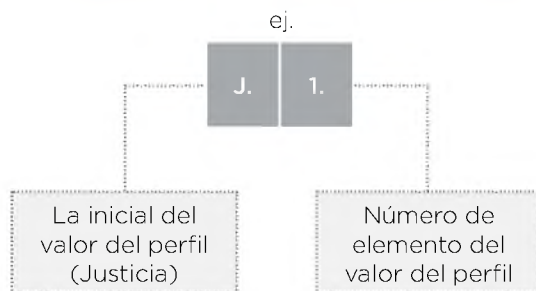 ej.
J. 1.
La inicial del
valor del perfil
(Justicia)
Número de
elemento del
valor del perfil